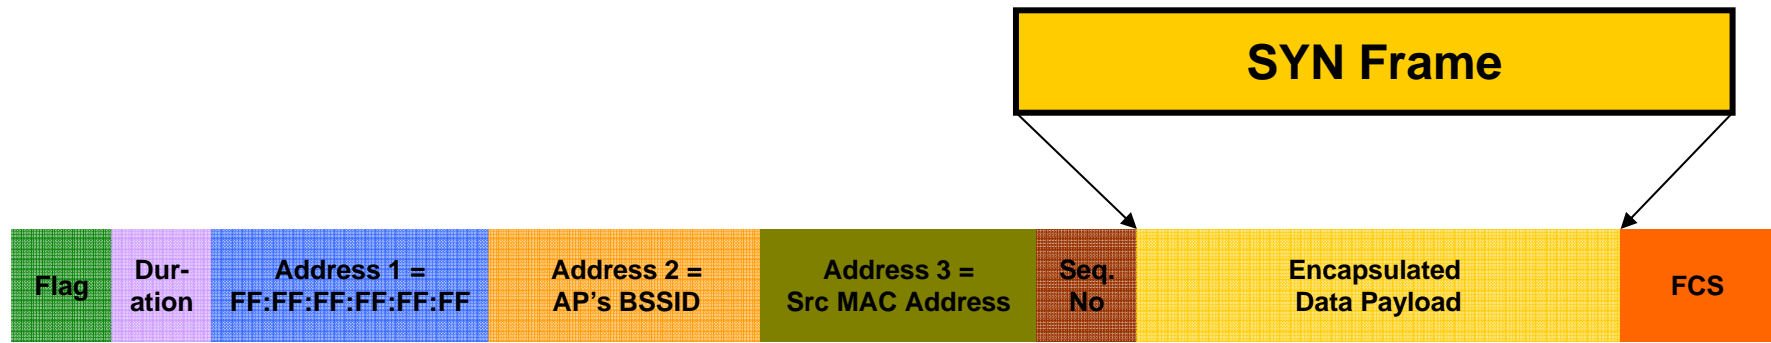 SYN Frame
Flag
Dur-
ation
Address 1 =
FF:FF:FF:FF:FF:FF
Address 2 =
AP’s BSSID
Address 3 =
Src MAC Address
Seq.
No
Encapsulated
Data Payload
FCS